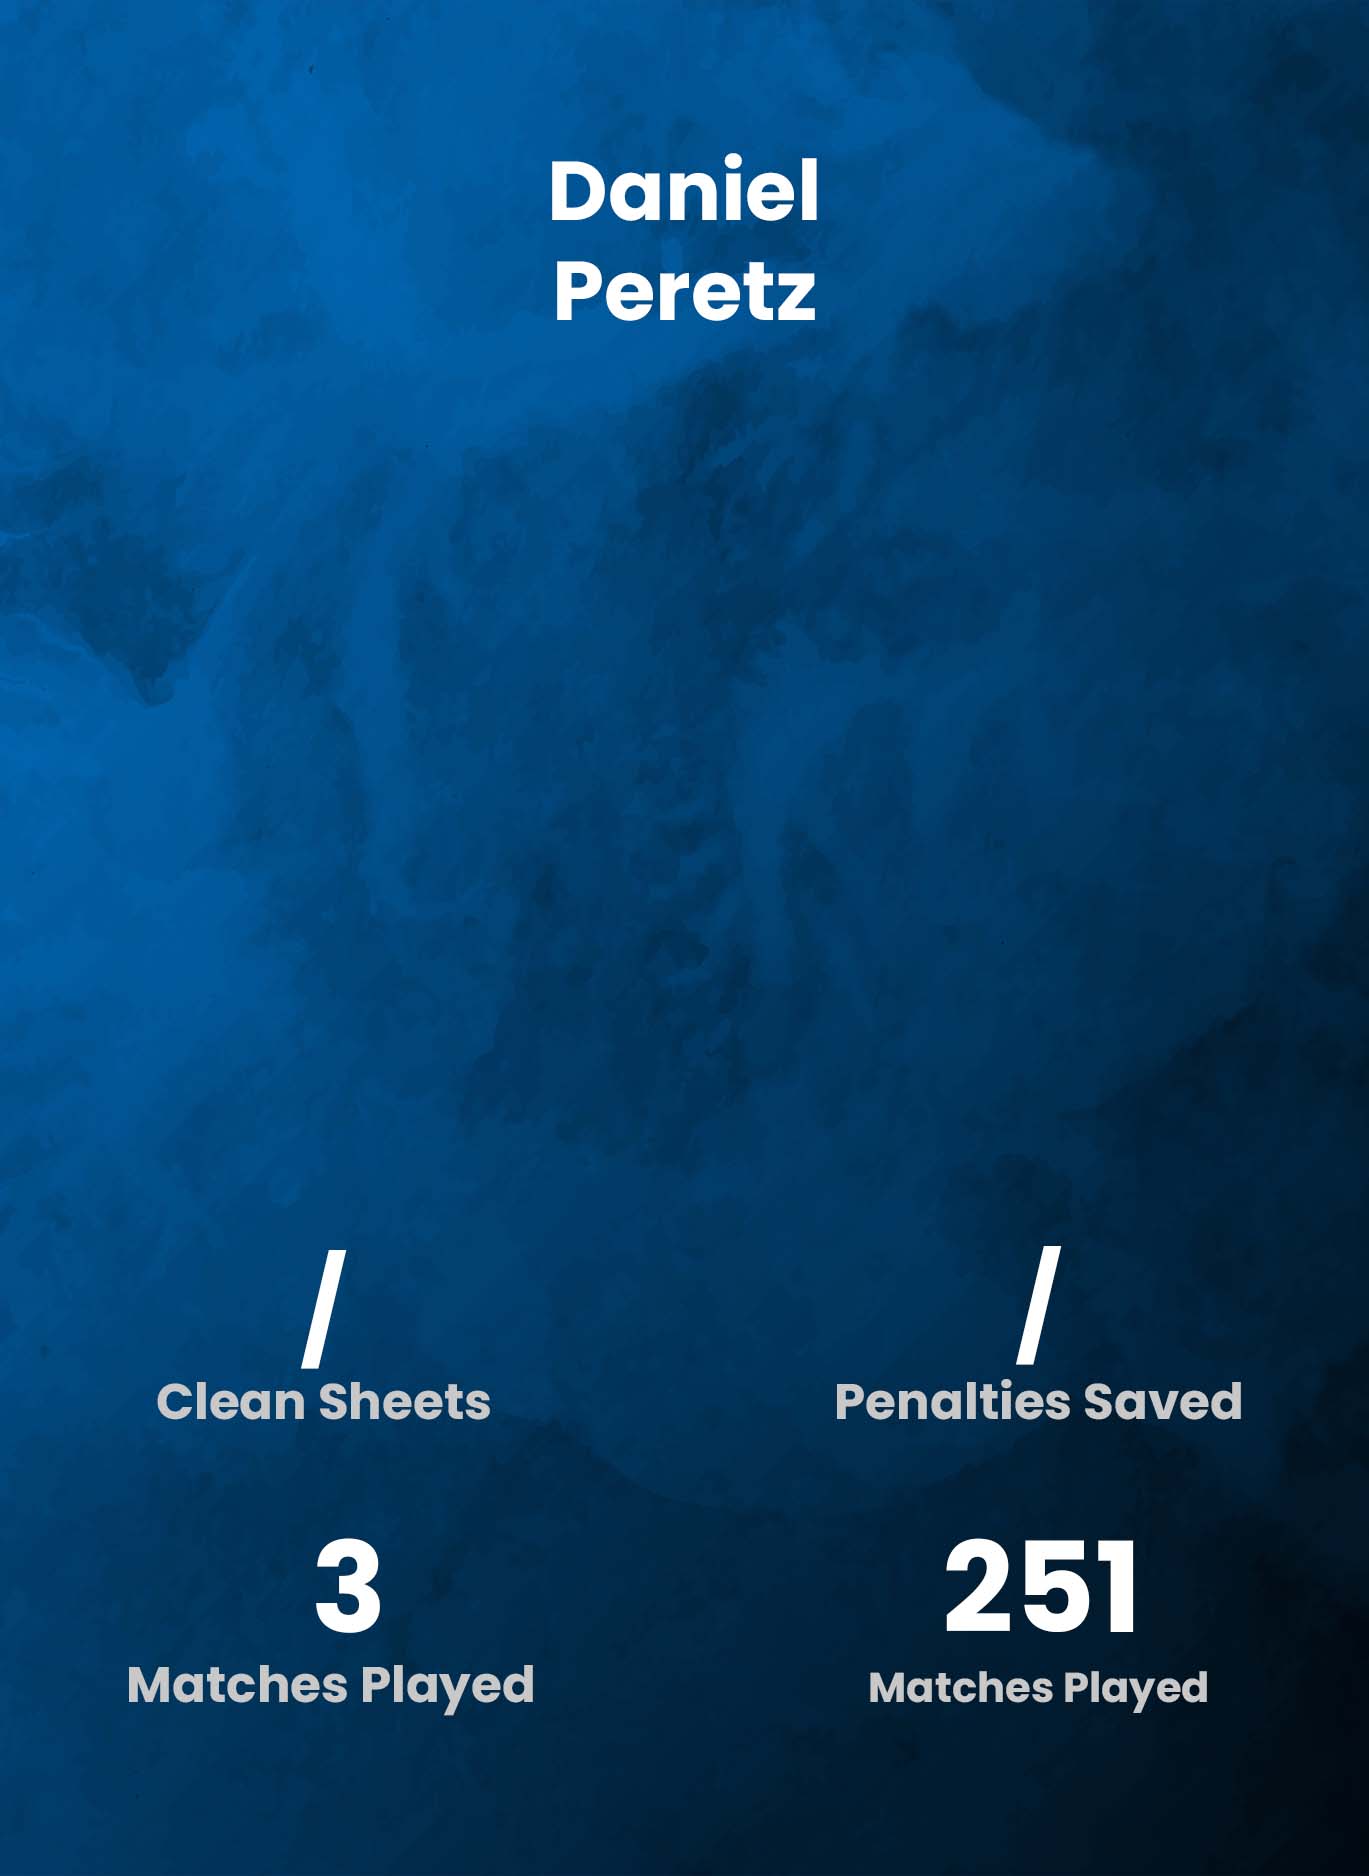 Daniel
Peretz
/
/
Clean Sheets
Penalties Saved
3
251
Matches Played
Matches Played